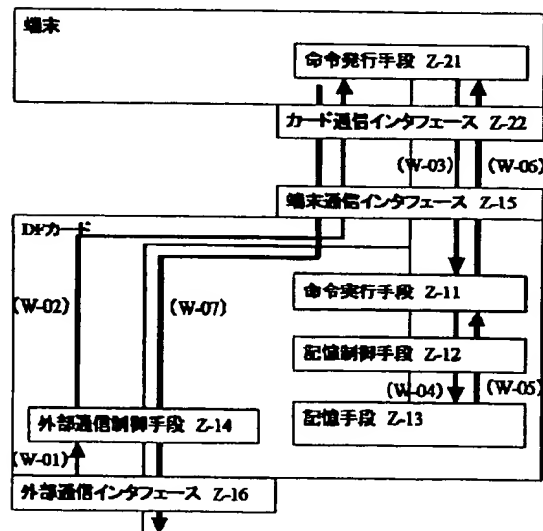 端末
命令発行手段 Z-21
カード通信インタフェース Z-22
(W-03)
(W-06)
端末通信インタフェース Z-15
DFカード
(W-02)
(W-07)
命令実行手段 Z-11
記憶制御手段 Z-12
(W-04)
(W-05)
記憶手段 Z-13
外部通信制御手段 Z-14
(W-01)
外部通信インタフェース Z-16